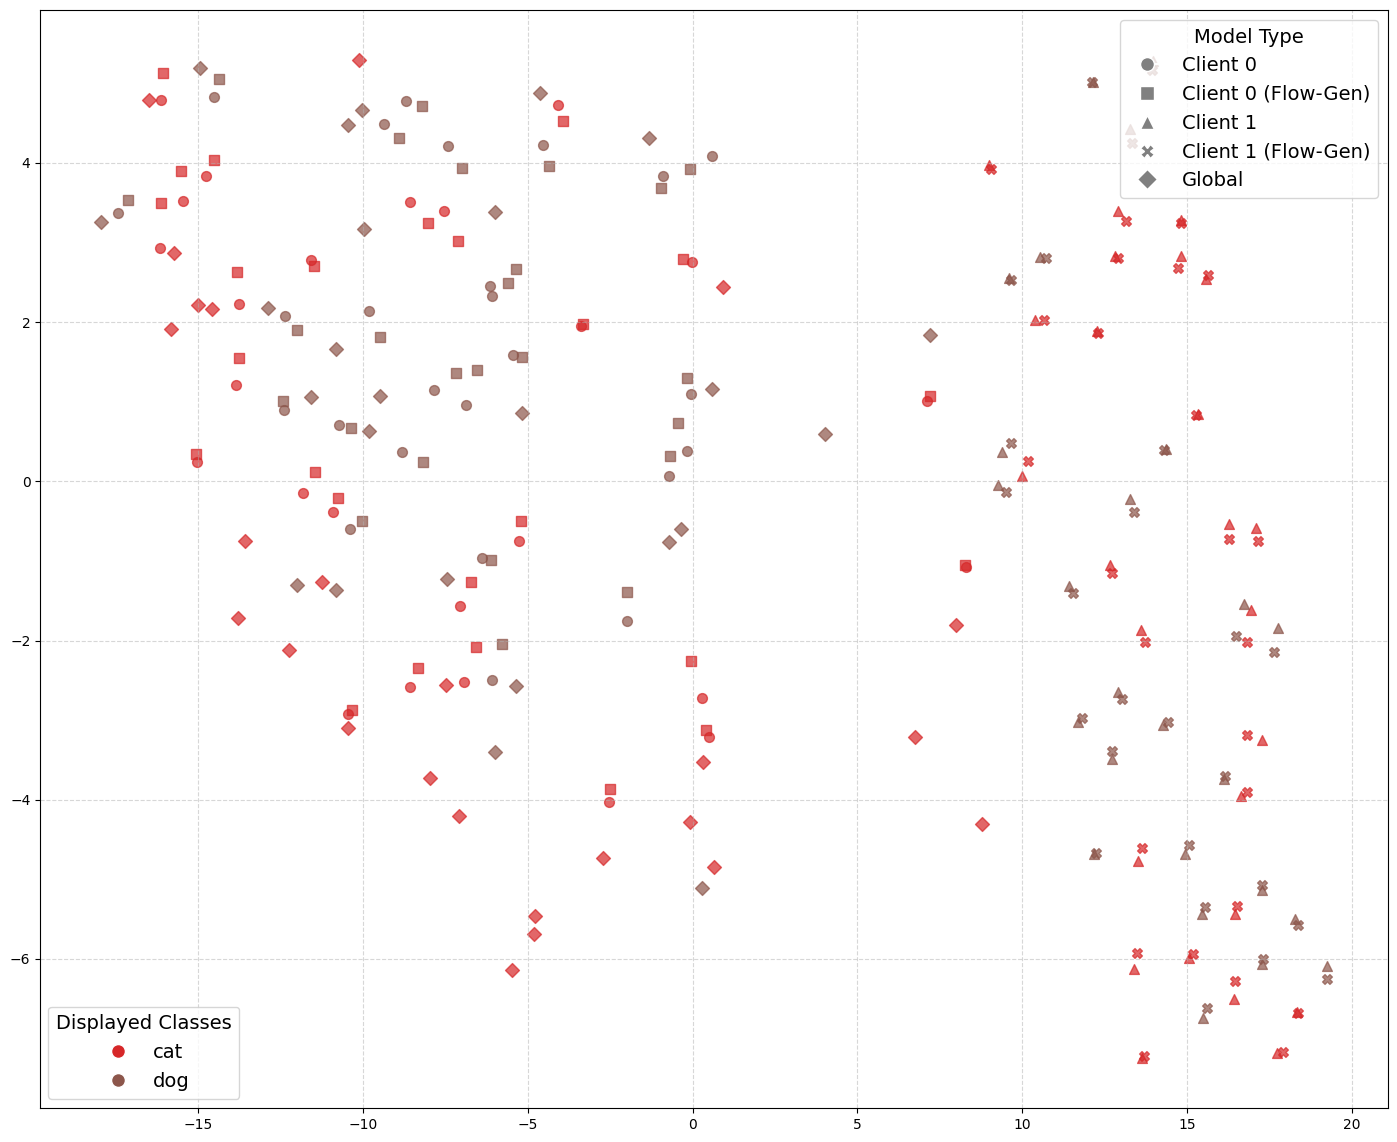 Model Type
Client 0
Client 0 (Flow-Gen)
Client 1
Client 1 (Flow-Gen)
Global
4
2
0
−2
−4
−6
Displayed Classes
cat
dog
−15
−10
−5
0
5
10
15
20